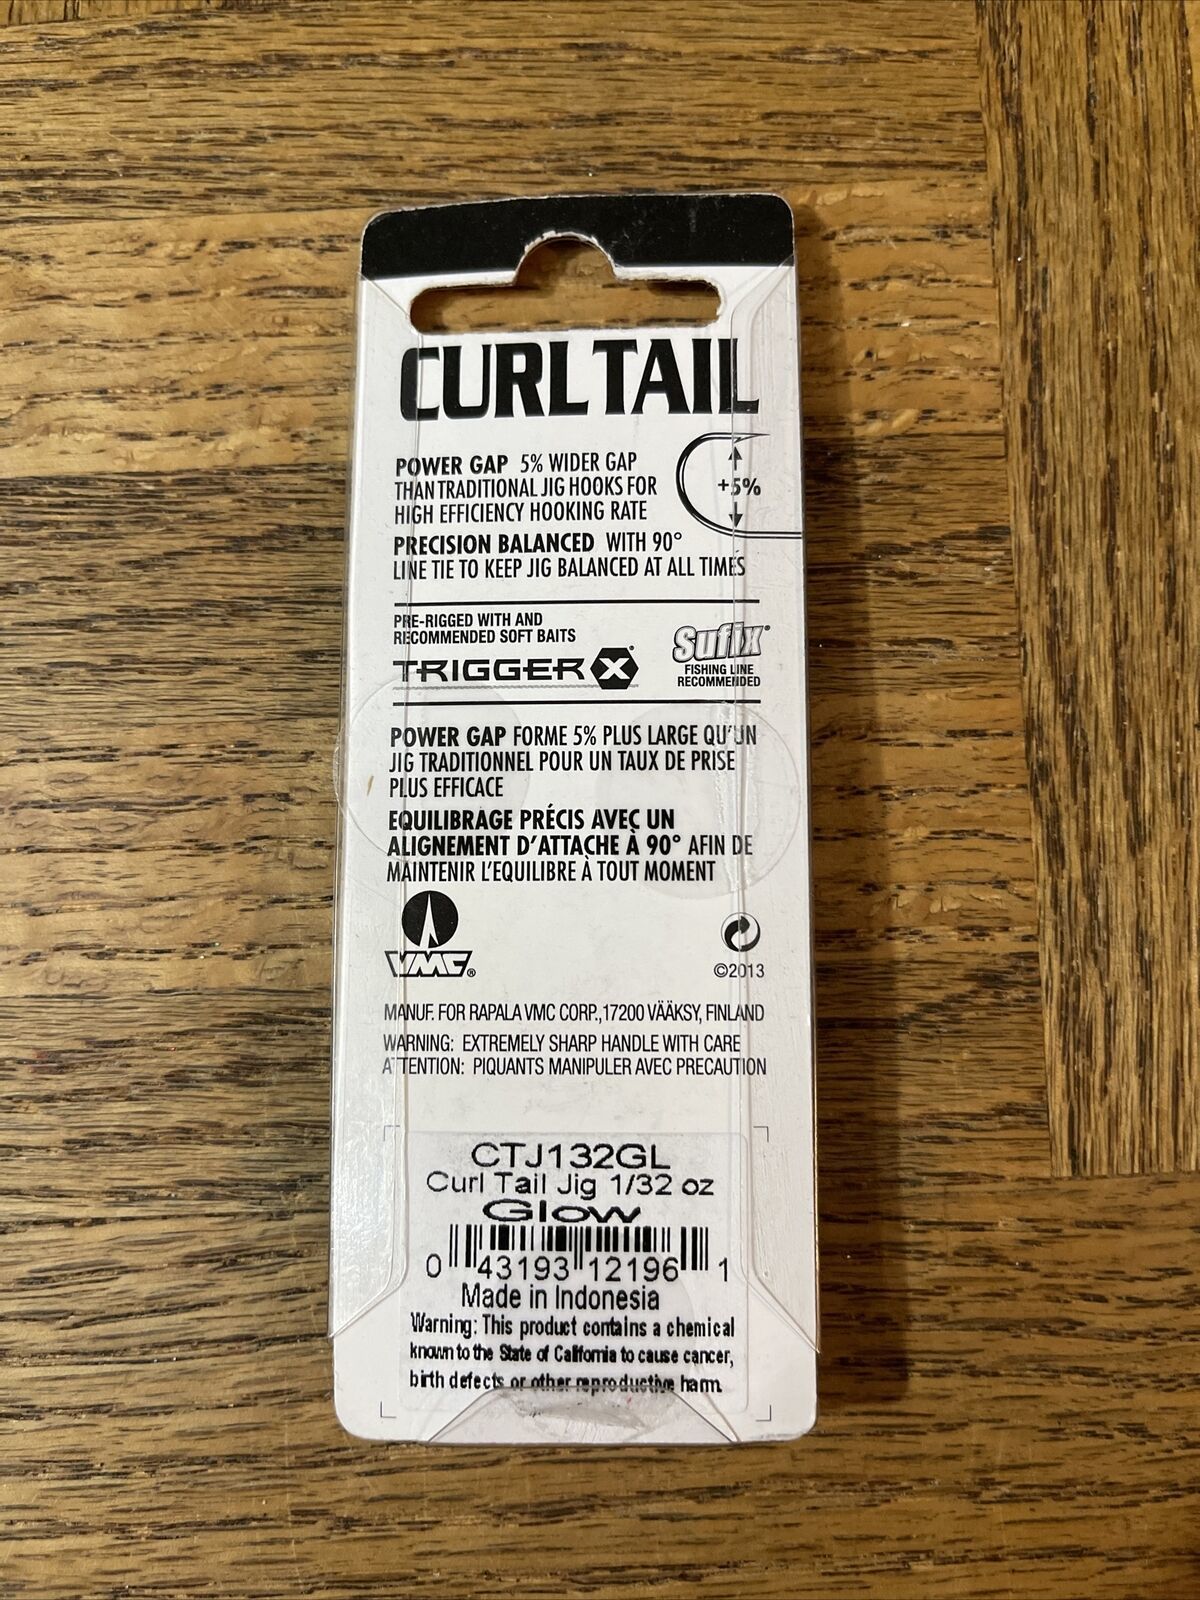 CURL TAIL
POWER GAP 5% WIDER GAP
THAN TRADITIONAL JIG HOOKS FOR
HIGH EFFICIENCY HOOKING RATE
+5%
PRECISION BALANCED WITH 90°
LINE TIE TO KEEP JIG BALANCED AT ALL TIMES
PRE-RIGGED WITH AND
RECOMMENDED SOFT BAITS
TRIGGER X®
Sufix®
FISHING LINE
RECOMMENDED
POWER GAP FORME 5% PLUS LARGE QU'UN
JIG TRADITIONNEL POUR UN TAUX DE PRISE
PLUS EFFICACE
EQUILIBRAGE PRÉCIS AVEC UN
ALIGNEMENT D'ATTACHE À 90° AFIN DE
MAINTENIR L'EQUILIBRE À TOUT MOMENT
VMC®
©2013
MANUF. FOR RAPALA VMC CORP., 17200 VÄÄKSY, FINLAND
WARNING: EXTREMELY SHARP HANDLE WITH CARE
ATTENTION: PIQUANTS MANIPULER AVEC PRECAUTION
CTJ132GL
Curl Tail Jig 1/32 oz
Glow
0 43193 12196 1
Made in Indonesia
Warning: This product contains a chemical
known to the State of California to cause cancer,
birth defects or other reproductive harm.